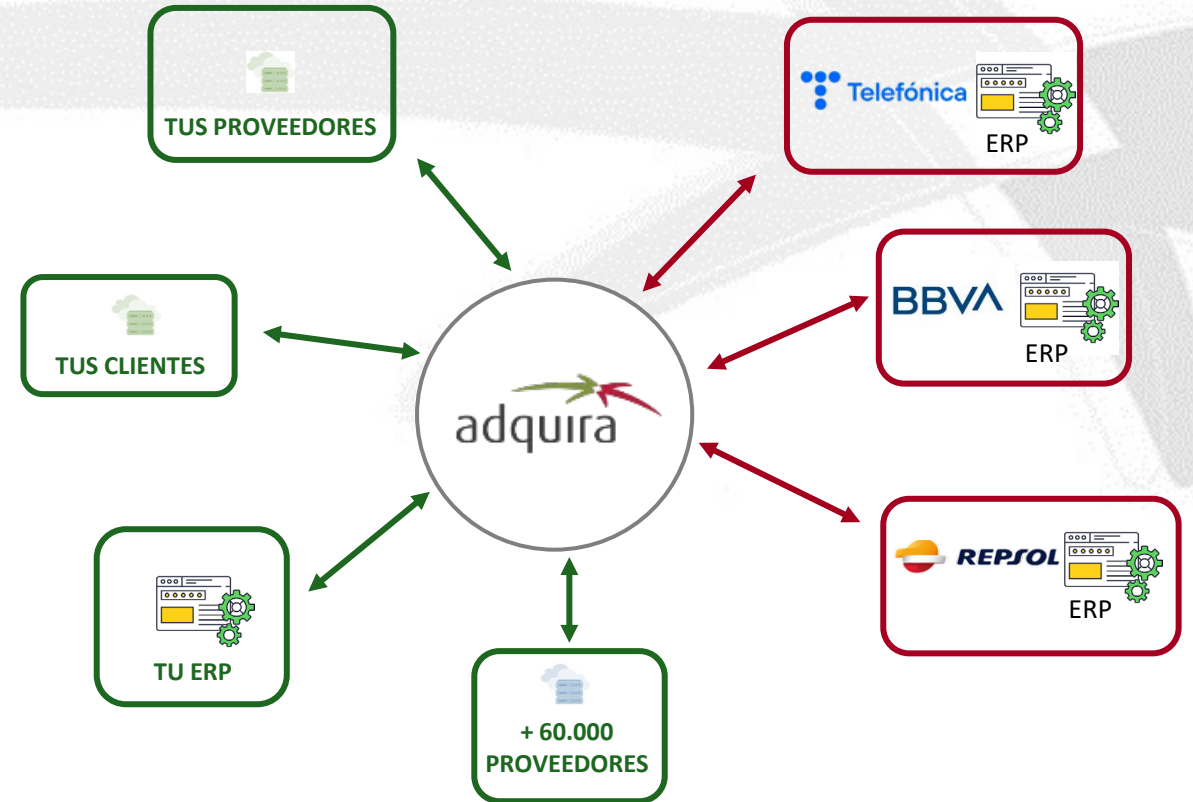 TUS PROVEEDORES
Telefónica
ERP
BBVA
ERP
TUS CLIENTES
adquira
REPSOL
ERP
TU ERP
+ 60.000
PROVEEDORES